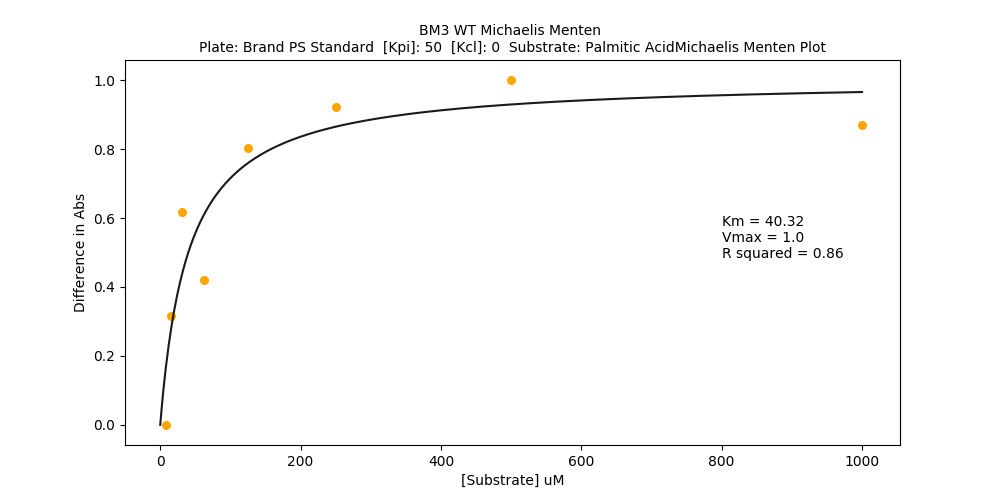 BM3 WT Michaelis Menten
Plate: Brand PS Standard  [Kpi]: 50  [Kcl]: 0  Substrate: Palmitic AcidMichaelis Menten Plot
1.0
0.8
0.6
0.4
0.2
0.0
Difference in Abs
Km = 40.32
Vmax = 1.0
R squared = 0.86
0
200
400
600
800
1000
[Substrate] uM